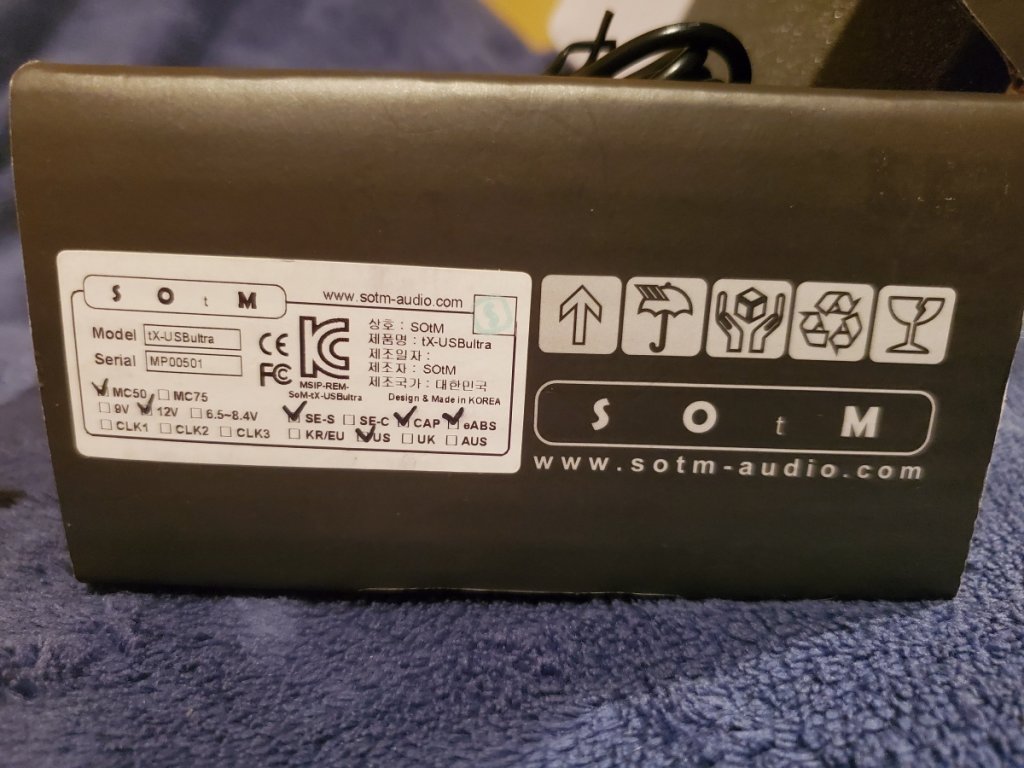 SOtM
www.sotm-audio.com
Model tX-USBultra
Serial MP00501
CE
FC
KC
MSIP-REM-
SoM-tX-USBultra
상호 : SOtM
제품명 : tX-USBultra
제조일자 :
제조자 : SOtM
제조국가 : 대한민국
Design & Made in KOREA
MC50 MC75
9V 12V 6.5~8.4V
CLK1 CLK2 CLK3
SE-S SE-C CAP eABS
KR/EU US UK AUS
SOtM
www.sotm-audio.com